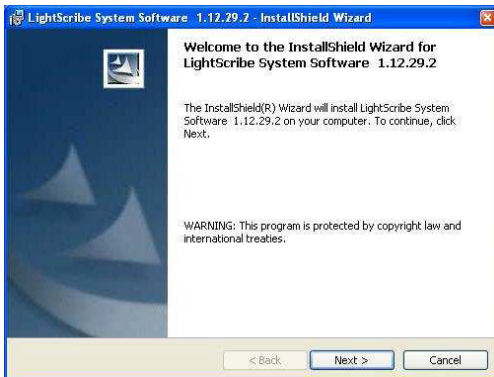 LightScribe System Software 1.12.29.2 - InstallShield Wizard
Welcome to the InstallShield Wizard for
LightScribe System Software 1.12.29.2
The InstallShield(R) Wizard will install LightScribe System
Software 1.12.29.2 on your computer. To continue, click
Next.
WARNING: This program is protected by copyright law and
international treaties.
< Back
Next >
Cancel